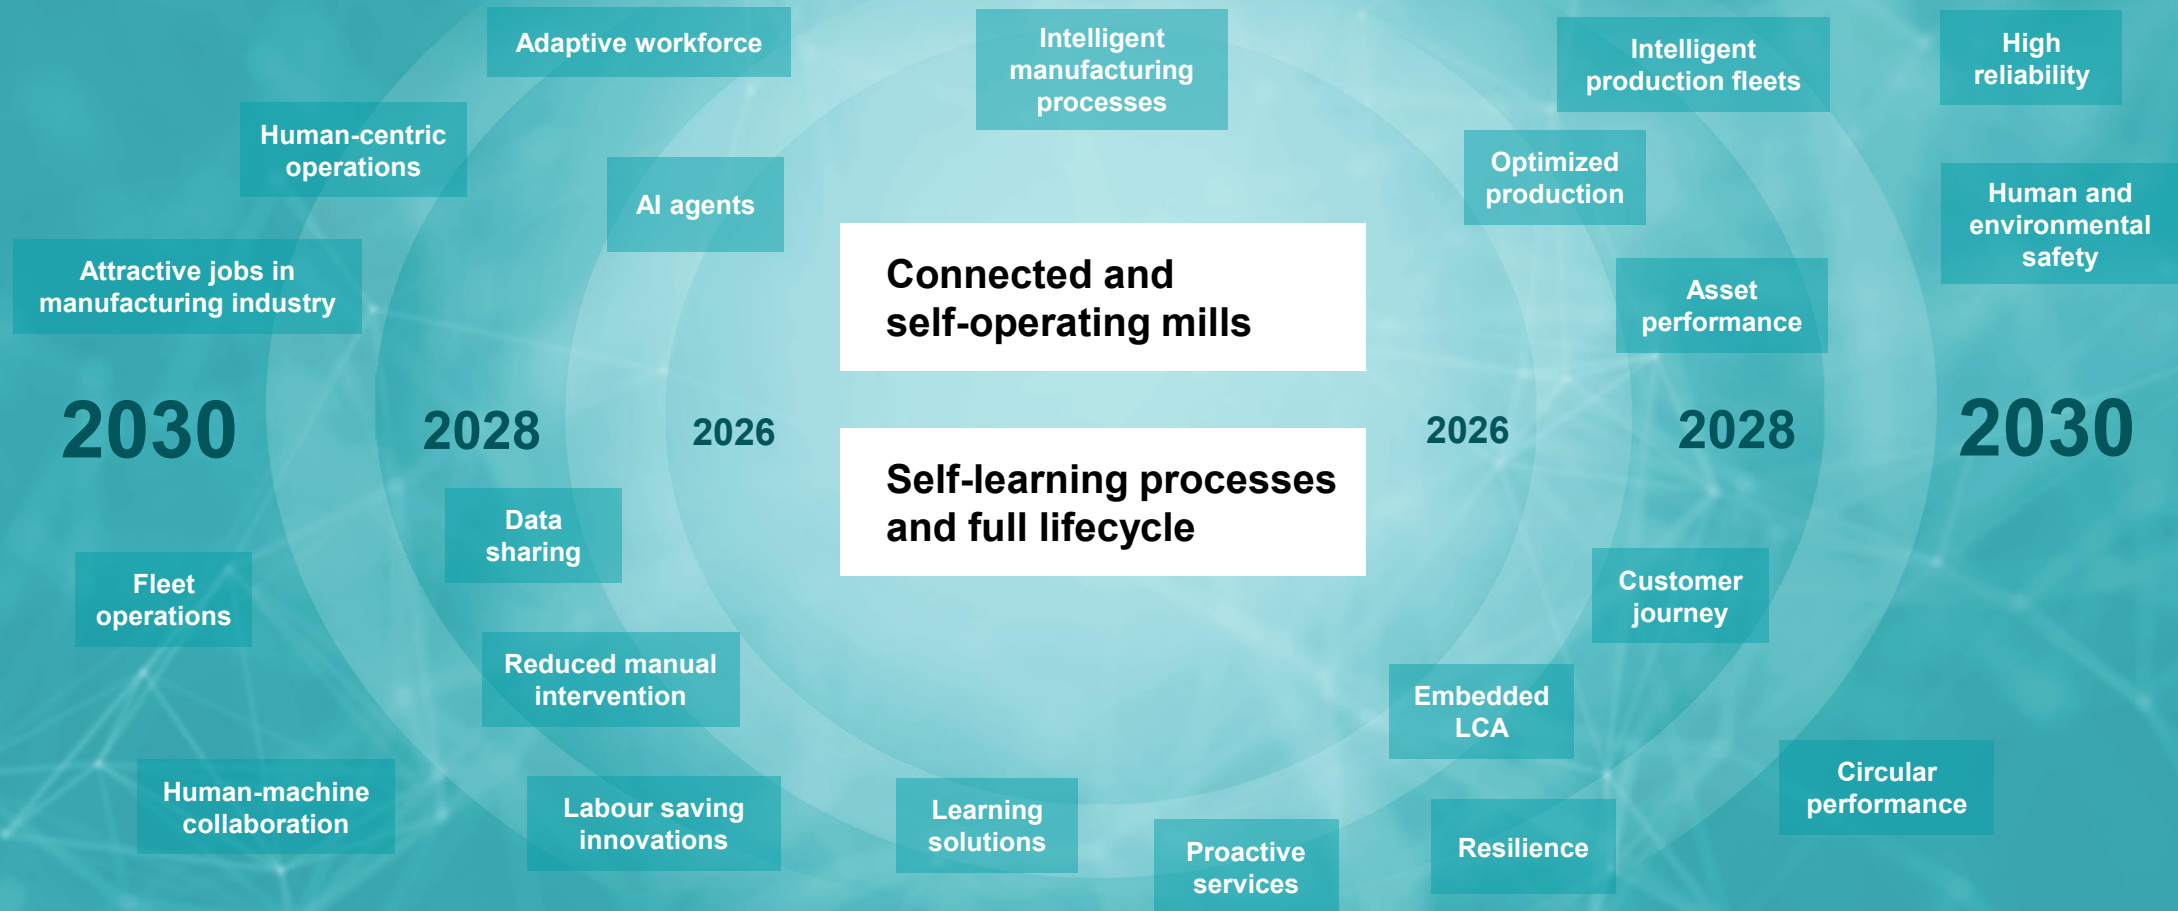 Adaptive workforce
Intelligent
manufacturing
processes
Intelligent
production fleets
High
reliability
Human-centric
operations
AI agents
Optimized
production
Human and
environmental
safety
Attractive jobs in
manufacturing industry
Connected and
self-operating mills
Asset
performance
2030
2028
2026
2026
2028
2030
Self-learning processes
and full lifecycle
Data
sharing
Fleet
operations
Customer
journey
Reduced manual
intervention
Embedded
LCA
Human-machine
collaboration
Labour saving
innovations
Learning
solutions
Proactive
services
Resilience
Circular
performance